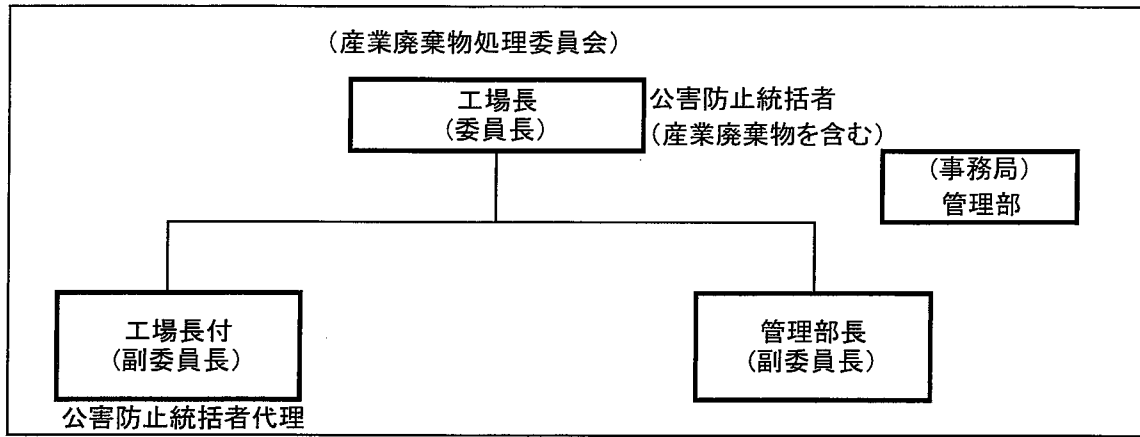 (産業廃棄物処理委員会)
工場長
(委員長)
公害防止統括者
(産業廃棄物を含む)
(事務局)
管理部
工場長付
(副委員長)
公害防止統括者代理
管理部長
(副委員長)